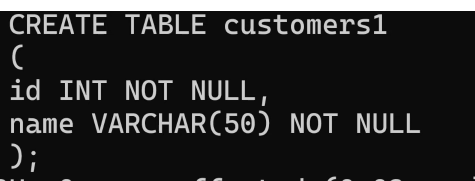 CREATE TABLE customers1
(
id INT NOT NULL,
name VARCHAR(50) NOT NULL
);